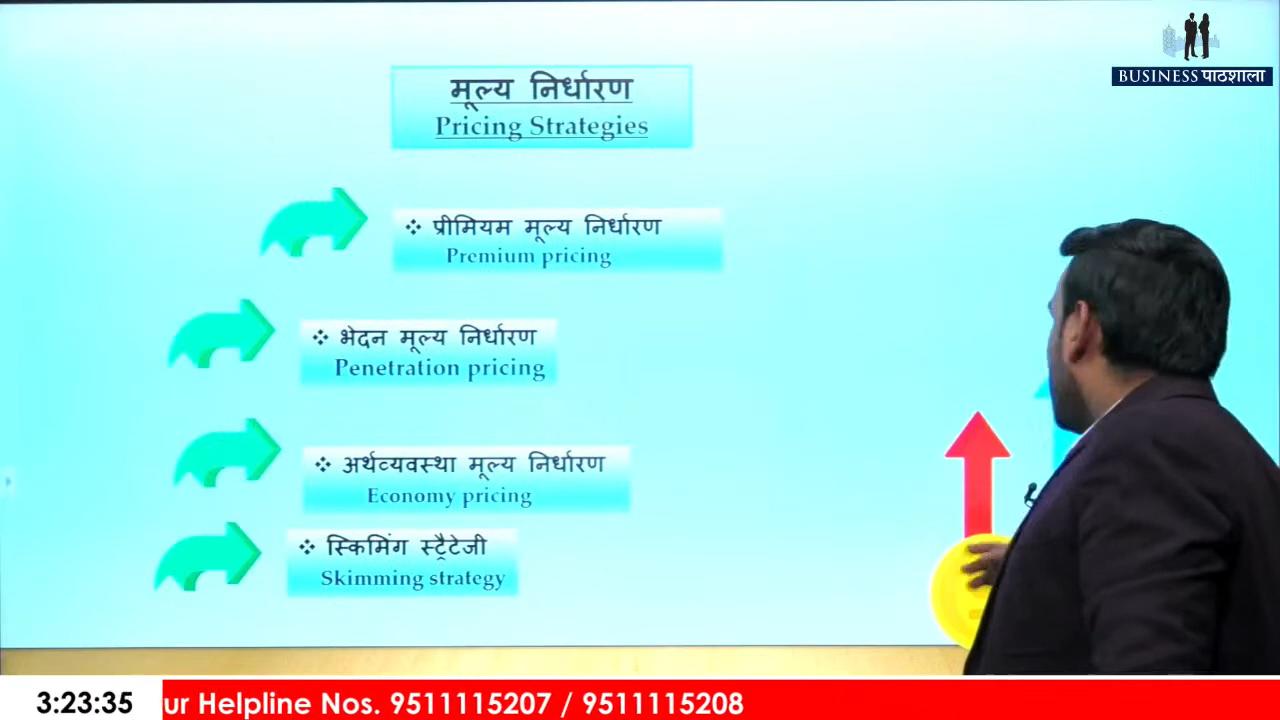 BUSINESS पाठशाला
मूल्य निर्धारण
Pricing Strategies
❖ प्रीमियम मूल्य निर्धारण
Premium pricing
❖ भेदन मूल्य निर्धारण
Penetration pricing
❖ अर्थव्यवस्था मूल्य निर्धारण
Economy pricing
❖ स्किमिंग स्ट्रैटेजी
Skimming strategy
3:23:35
ur Helpline Nos. 9511115207 / 9511115208